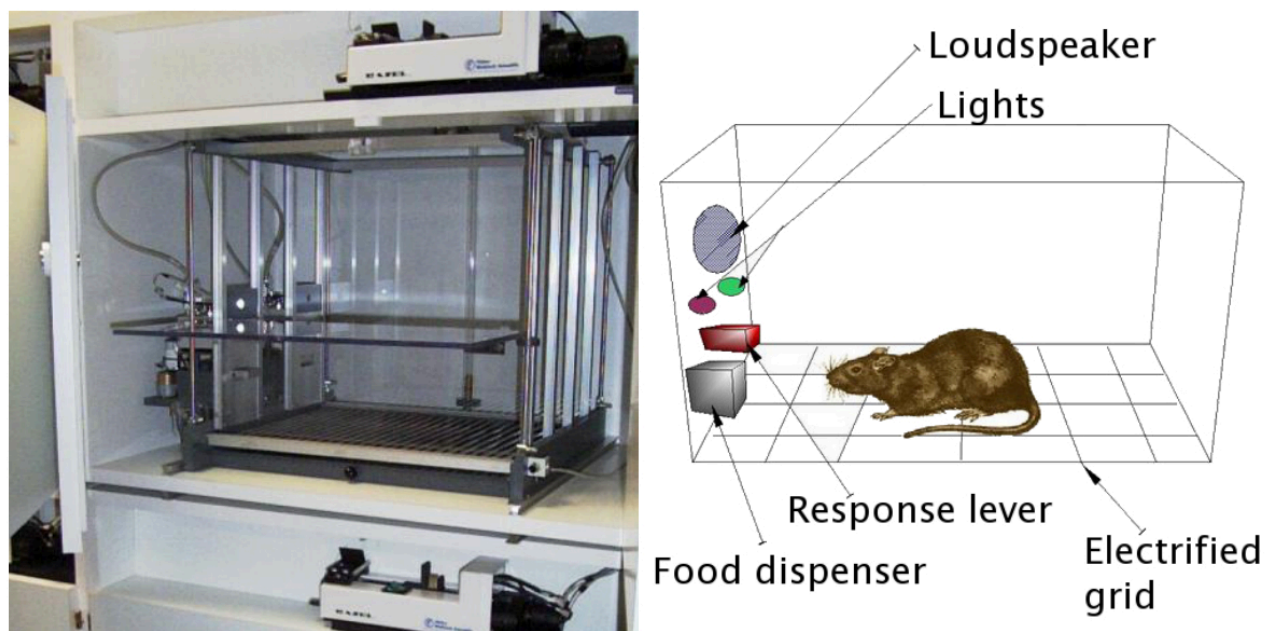 Loudspeaker
Lights
Response lever
Food dispenser
Electrified
grid